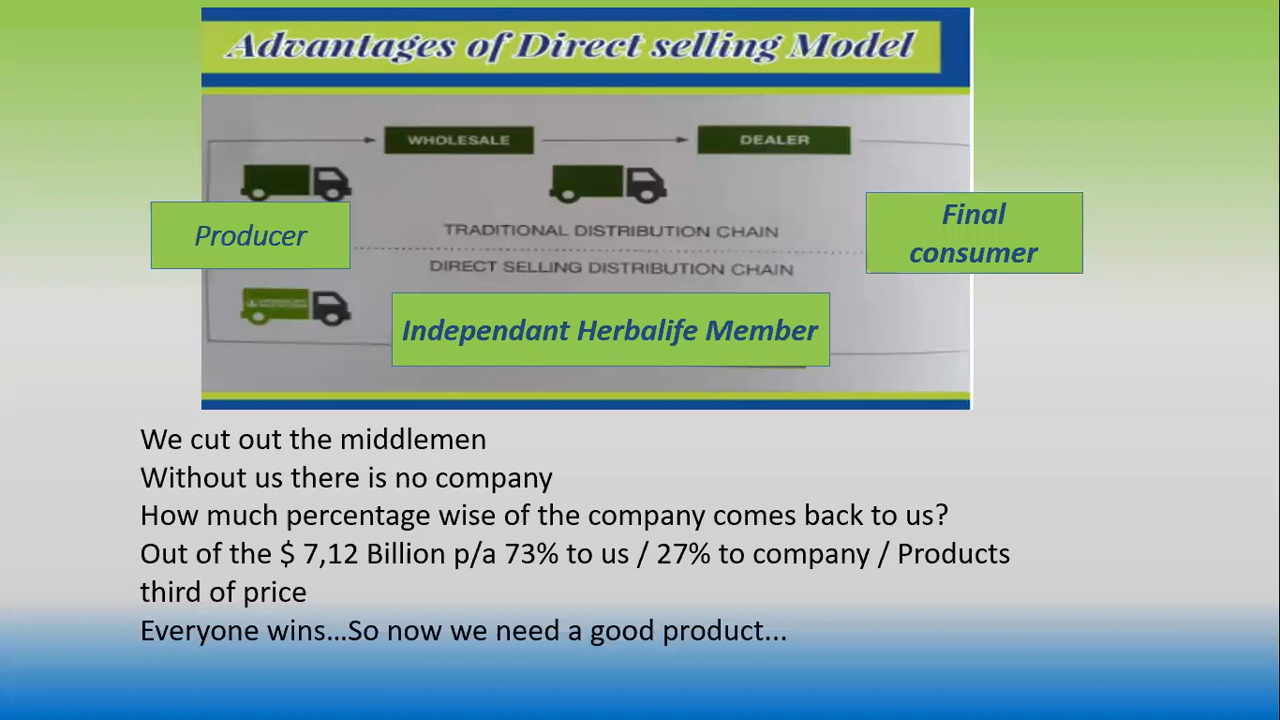 Advantages of Direct selling Model
WHOLESALE
DEALER
Producer
TRADITIONAL DISTRIBUTION CHAIN
Final
consumer
DIRECT SELLING DISTRIBUTION CHAIN
Independant Herbalife Member
We cut out the middlemen
Without us there is no company
How much percentage wise of the company comes back to us?
Out of the $ 7,12 Billion p/a 73% to us / 27% to company / Products
third of price
Everyone wins...So now we need a good product...